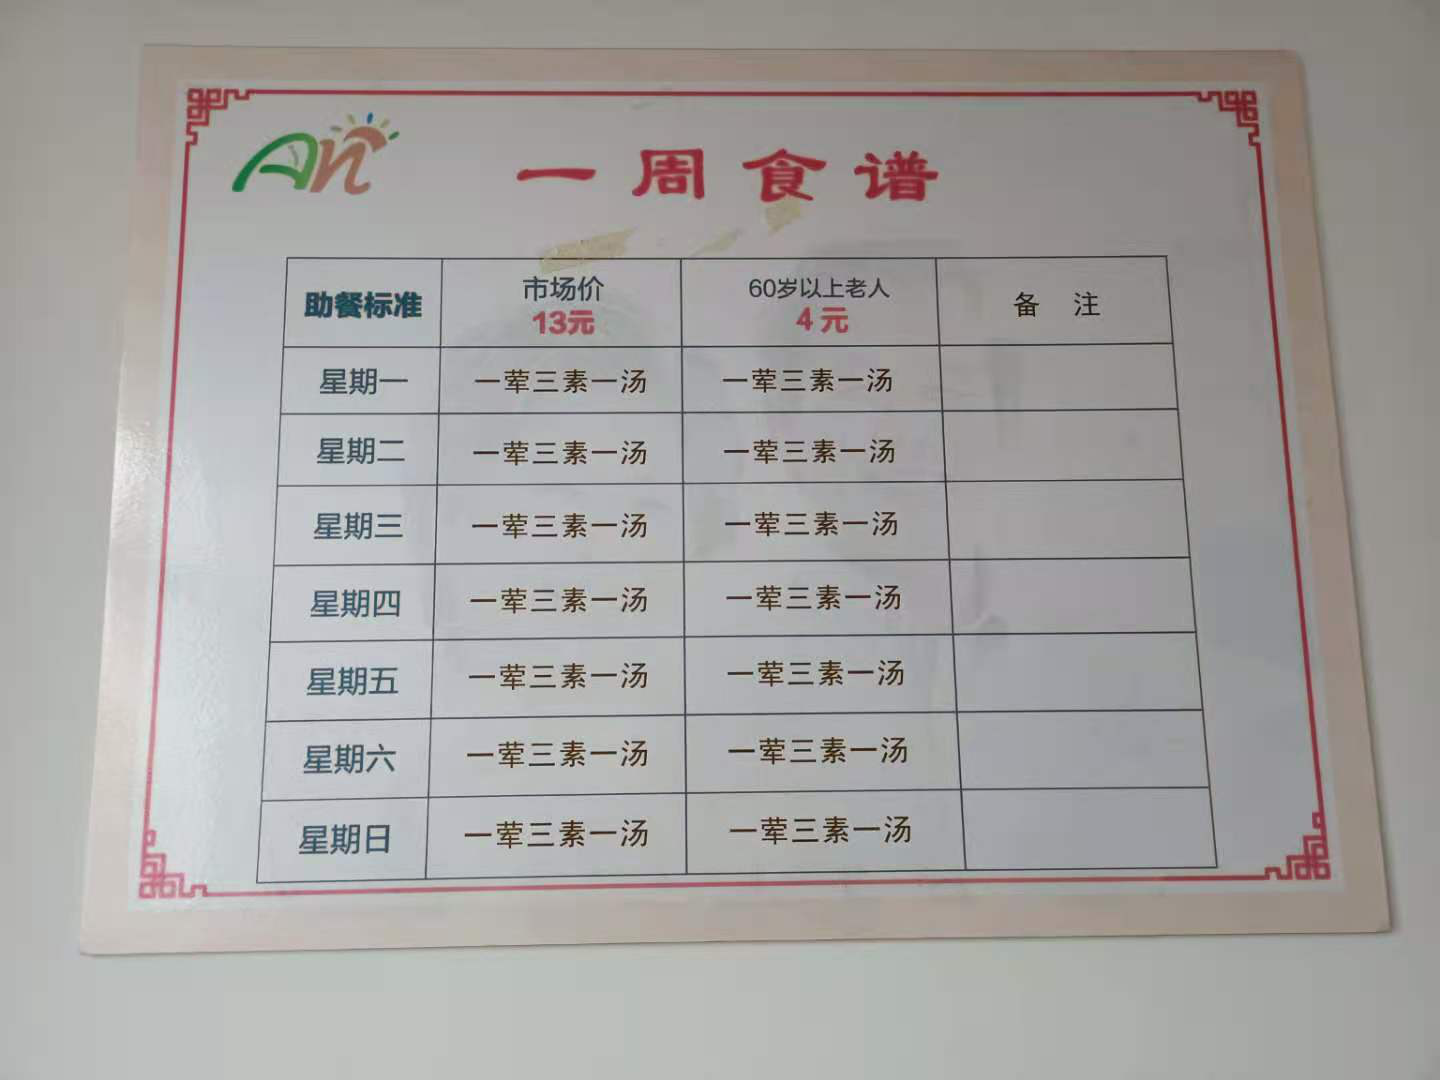 An
一周食谱
助餐标准 市场价 13元 60岁以上老人 4元 备 注
星期一 一荤三素一汤 一荤三素一汤
星期二 一荤三素一汤 一荤三素一汤
星期三 一荤三素一汤 一荤三素一汤
星期四 一荤三素一汤 一荤三素一汤
星期五 一荤三素一汤 一荤三素一汤
星期六 一荤三素一汤 一荤三素一汤
星期日 一荤三素一汤 一荤三素一汤